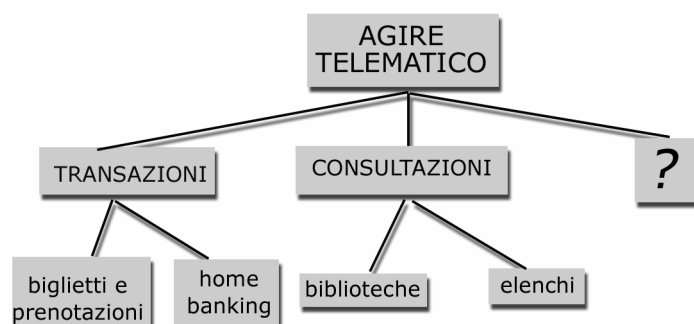 AGIRE
TELEMATICO
TRANSAZIONI
CONSULTAZIONI
?
biglietti e
prenotazioni
home
banking
biblioteche
elenchi